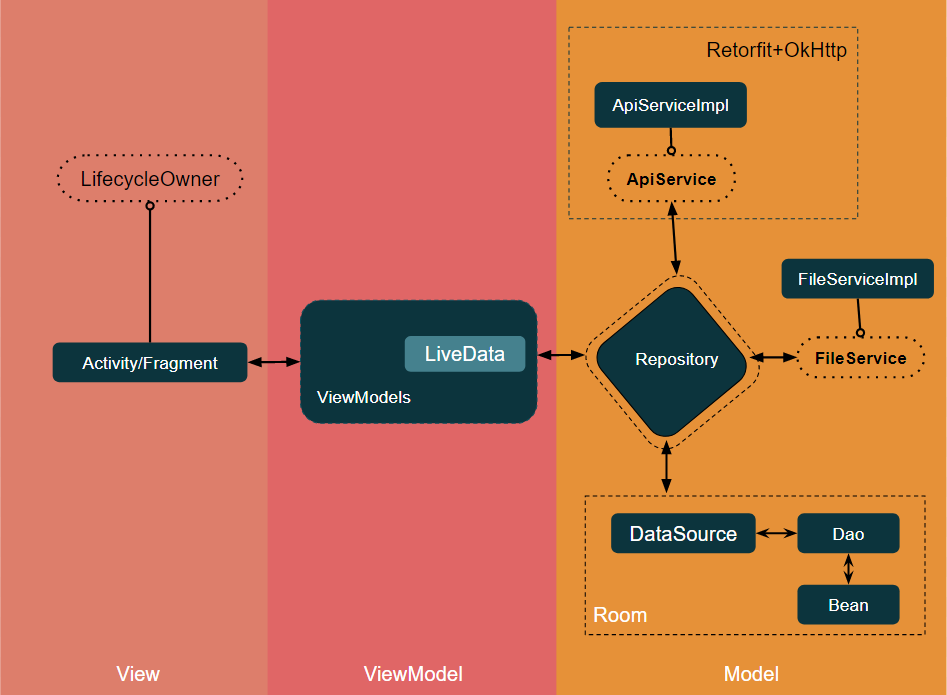 Retorfit+OkHttp
ApiServiceImpl
LifecycleOwner
ApiService
FileServiceImpl
Activity/Fragment
LiveData
ViewModels
Repository
FileService
DataSource
Dao
Bean
Room
View
ViewModel
Model